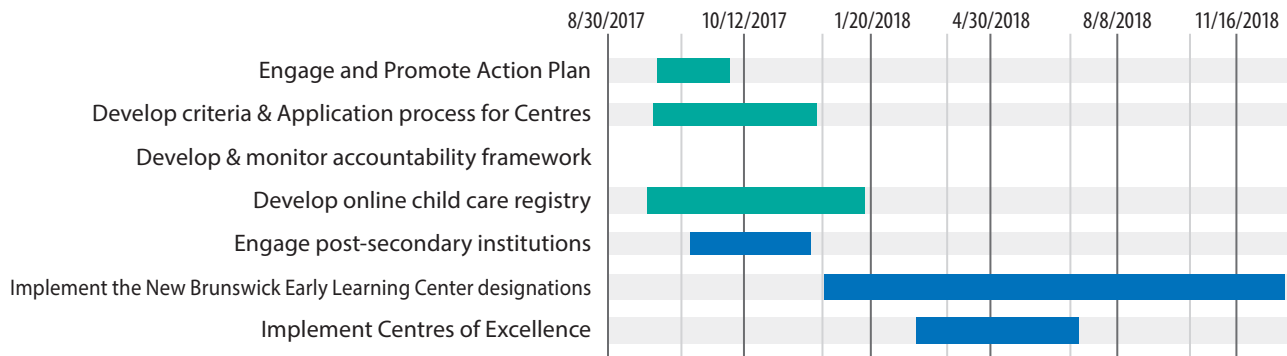 8/30/2017 10/12/2017 1/20/2018 4/30/2018 8/8/2018 11/16/2018
Engage and Promote Action Plan
Develop criteria & Application process for Centres
Develop & monitor accountability framework
Develop online child care registry
Engage post-secondary institutions
Implement the New Brunswick Early Learning Center designations
Implement Centres of Excellence